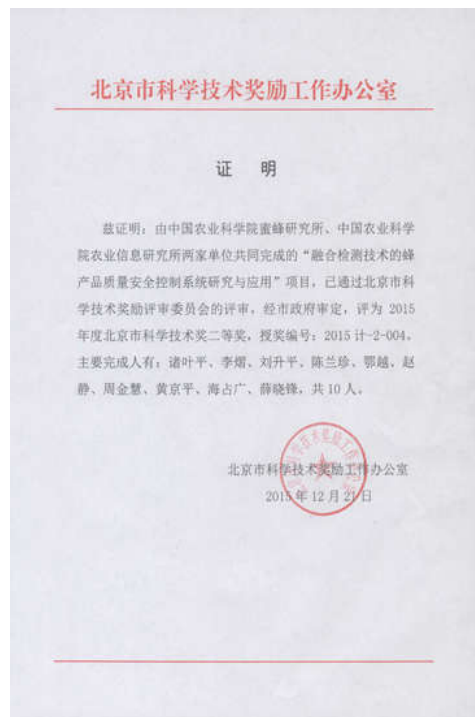 北京市科学技术奖励工作办公室
证 明
兹证明：由中国农业科学院蜜蜂研究所、中国农业科学
院农业信息研究所两家单位共同完成的“融合检测技术的蜂
产品质量安全控制系统研究与应用”项目，已通过北京市科
学技术奖励评审委员会的评审，经市政府审定，评为 2015
年度北京市科学技术奖二等奖，授奖编号：2015 计-2-004。
主要完成人有：诸叶平、李熠、刘升平、陈兰珍、鄂越、赵
静、周金慧、黄京平、海占广、薛晓锋，共 10 人。
北京市科学技术奖励工作办公室
2015 年 12 月 21 日